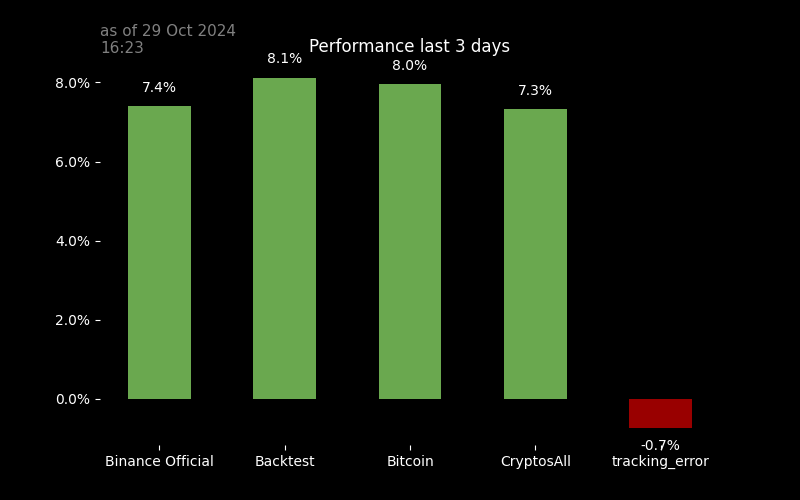 as of 29 Oct 2024
16:23
Performance last 3 days
8.0%
6.0%
4.0%
2.0%
0.0%
7.4%
8.1%
8.0%
7.3%
-0.7%
Binance Official
Backtest
Bitcoin
CryptosAll
tracking_error